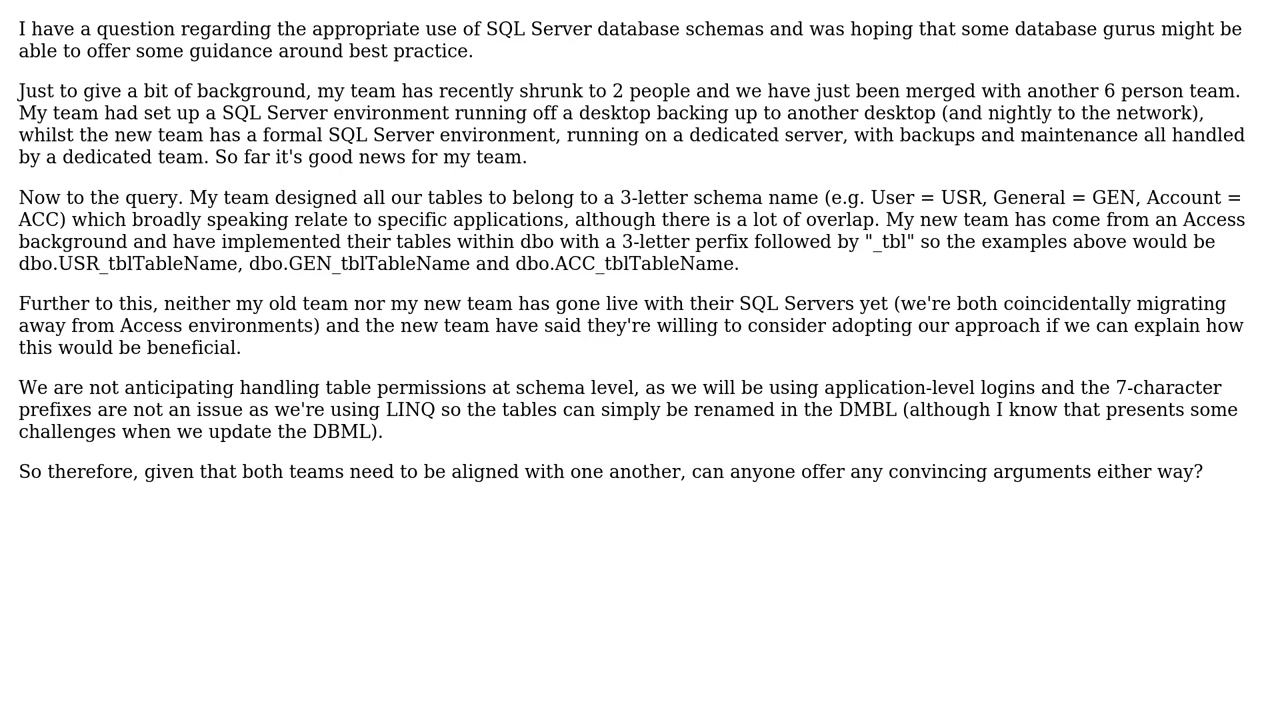 I have a question regarding the appropriate use of SQL Server database schemas and was hoping that some database gurus might be
able to offer some guidance around best practice.
Just to give a bit of background, my team has recently shrunk to 2 people and we have just been merged with another 6 person team.
My team had set up a SQL Server environment running off a desktop backing up to another desktop (and nightly to the network),
whilst the new team has a formal SQL Server environment, running on a dedicated server, with backups and maintenance all handled
by a dedicated team. So far it's good news for my team.
Now to the query. My team designed all our tables to belong to a 3-letter schema name (e.g. User = USR, General = GEN, Account =
ACC) which broadly speaking relate to specific applications, although there is a lot of overlap. My new team has come from an Access
background and have implemented their tables within dbo with a 3-letter perfix followed by "_tbl" so the examples above would be
dbo.USR_tblTableName, dbo.GEN_tblTableName and dbo.ACC_tblTableName.
Further to this, neither my old team nor my new team has gone live with their SQL Servers yet (we're both coincidentally migrating
away from Access environments) and the new team have said they're willing to consider adopting our approach if we can explain how
this would be beneficial.
We are not anticipating handling table permissions at schema level, as we will be using application-level logins and the 7-character
prefixes are not an issue as we're using LINQ so the tables can simply be renamed in the DMBL (although I know that presents some
challenges when we update the DBML).
So therefore, given that both teams need to be aligned with one another, can anyone offer any convincing arguments either way?